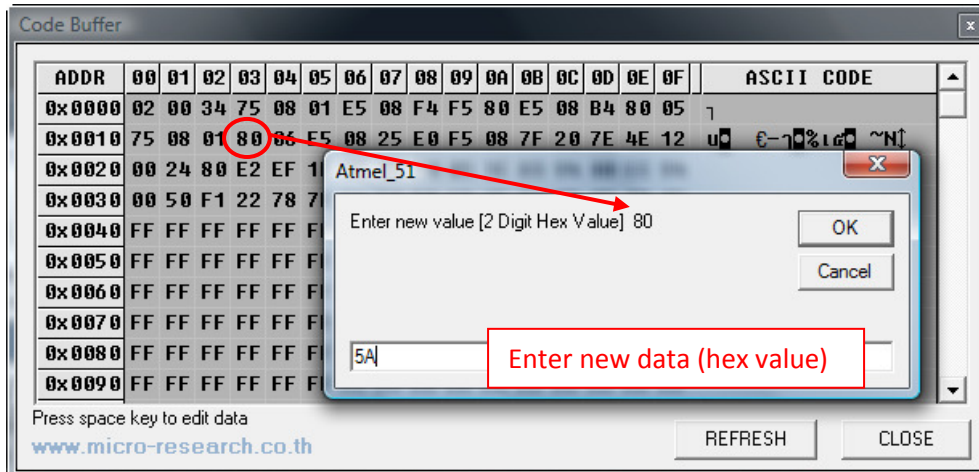 Code Buffer
x
ADDR 00 01 02 03 04 05 06 07 08 09 0A 0B 0C 0D 0E 0F ASCII CODE
0x0000 02 00 34 75 08 01 E5 08 F4 F5 80 E5 08 B4 80 05 ┐
0x0010 75 08 01 80 06 E5 08 25 E0 F5 08 7F 20 7E 4E 12
0x0020 00 24 80 E2 EF
0x0030 00 50 F1 22 78
0x0040 FF FF FF FF FF
0x0050 FF FF FF FF FF
0x0060 FF FF FF FF FF
0x0070 FF FF FF FF FF
0x0080 FF FF FF FF FF
0x0090 FF FF FF FF FF
Atmel_51
X
Enter new value [2 Digit Hex Value] 80
OK
Cancel
5A
Enter new data (hex value)
Press space key to edit data
www.micro-research.co.th
REFRESH
CLOSE